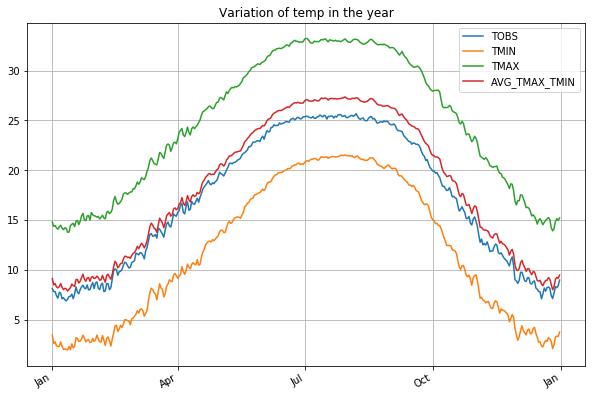 Variation of temp in the year
TOBS
TMIN
TMAX
AVG_TMAX_TMIN
30
25
20
15
10
5
Jan
Apr
Jul
Oct
Jan